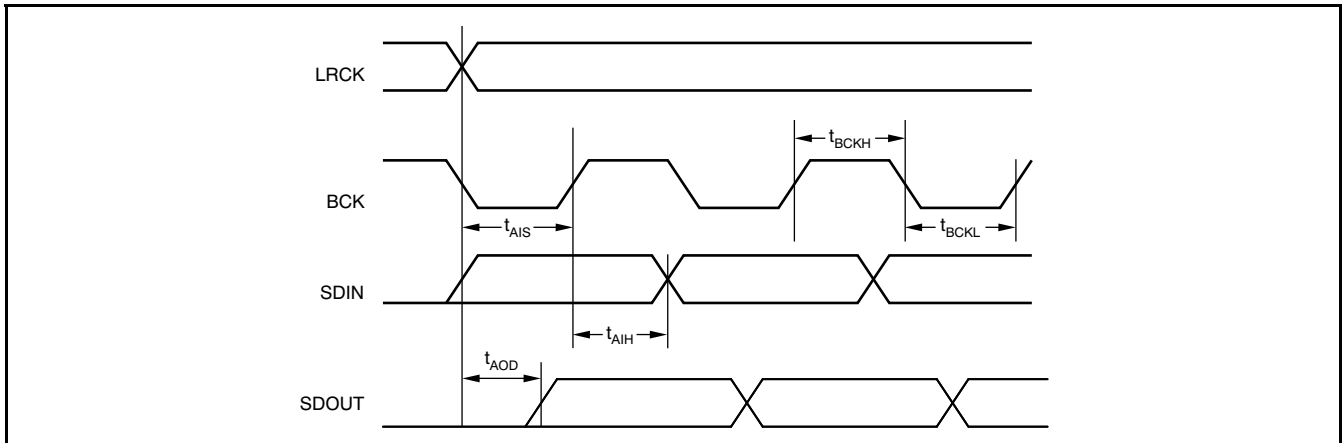 LRCK
t_BCKH
BCK
t_AIS
t_BCKL
SDIN
t_AIH
t_AOD
SDOUT